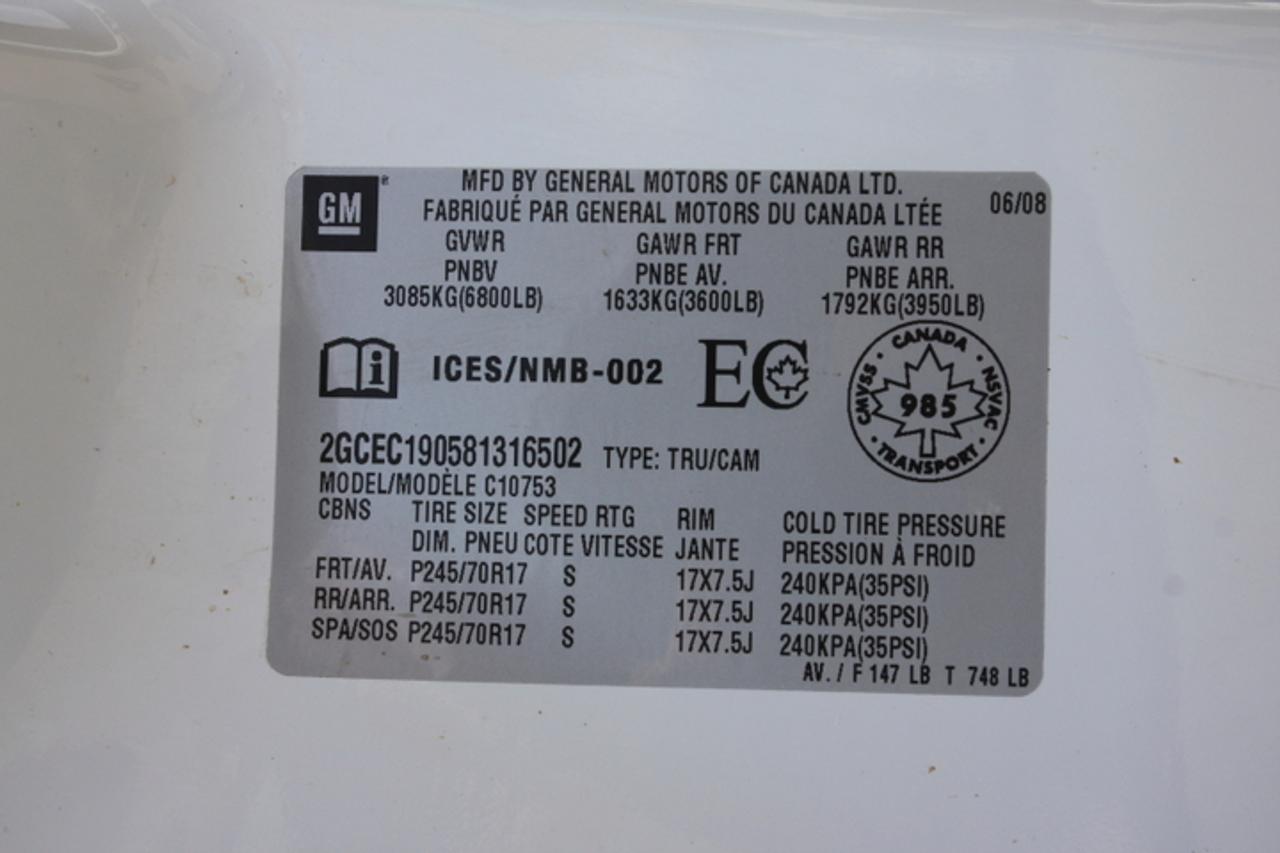 GM ®
MFD BY GENERAL MOTORS OF CANADA LTD.
06/08
FABRIQUÉ PAR GENERAL MOTORS DU CANADA LTÉE
GVWR GAWR FRT GAWR RR
PNBV PNBE AV. PNBE ARR.
3085KG(6800LB) 1633KG(3600LB) 1792KG(3950LB)
i ICES/NMB-002 EC
CANADA
CMVSS 985 NSVAC
TRANSPORT
2GCEC190581316502 TYPE: TRU/CAM
MODEL/MODÈLE C10753
CBNS TIRE SIZE SPEED RTG RIM COLD TIRE PRESSURE
DIM. PNEU COTE VITESSE JANTE PRESSION À FROID
FRT/AV. P245/70R17 S 17X7.5J 240KPA(35PSI)
RR/ARR. P245/70R17 S 17X7.5J 240KPA(35PSI)
SPA/SOS P245/70R17 S 17X7.5J 240KPA(35PSI)
AV. / F 147 LB T 748 LB